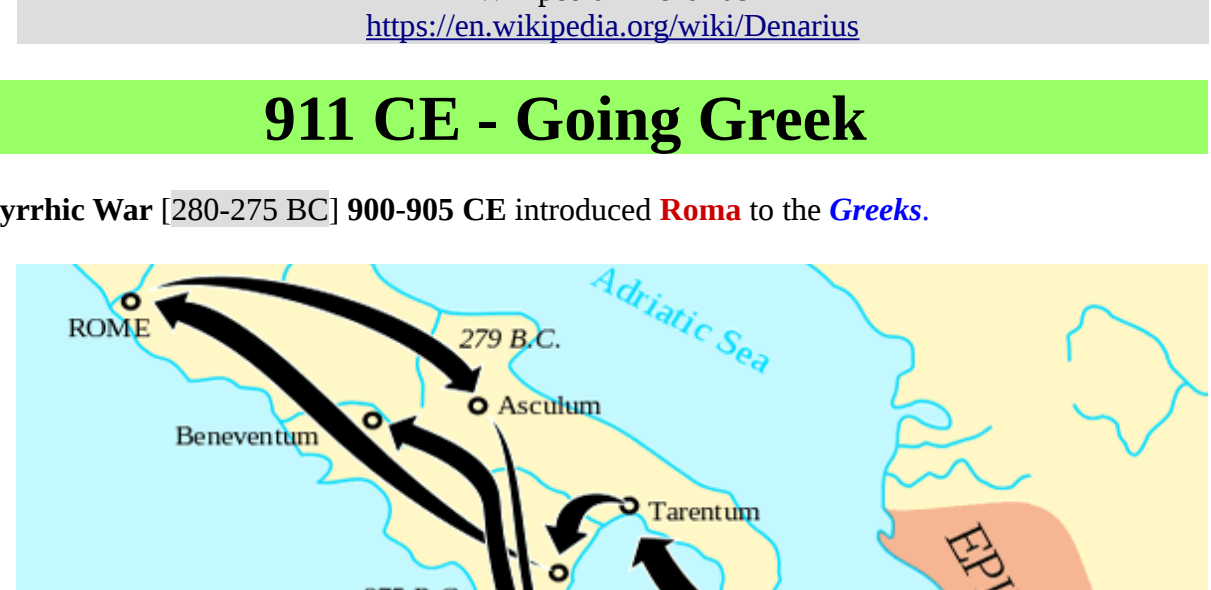 https://en.wikipedia.org/wiki/Denarius
911 CE - Going Greek
yrrhic War [280-275 BC] 900-905 CE introduced Roma to the Greeks.
Adriatic Sea
ROME
279 B.C.
Asculum
Beneventum
Tarentum
EPI